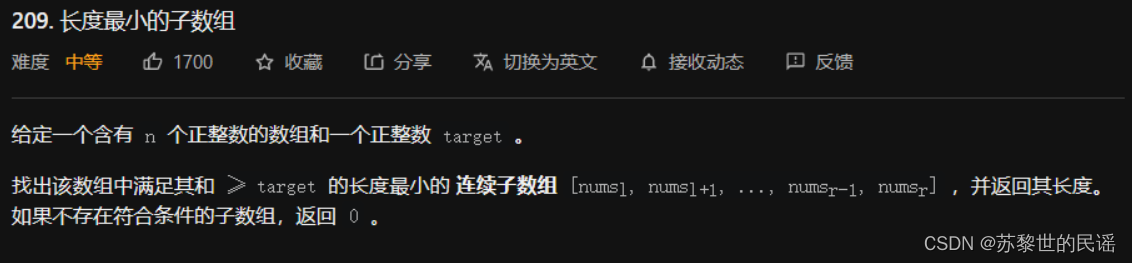 209. 长度最小的子数组
难度 中等 1700 收藏 分享 切换为英文 接收动态 反馈
给定一个含有 n 个正整数的数组和一个正整数 target 。
找出该数组中满足其和 ⩾ target 的长度最小的 连续子数组 [numsl, numsl+1, ..., numsr-1, numsr] ，并返回其长度。
如果不存在符合条件的子数组，返回 0 。
CSDN @苏黎世的民谣